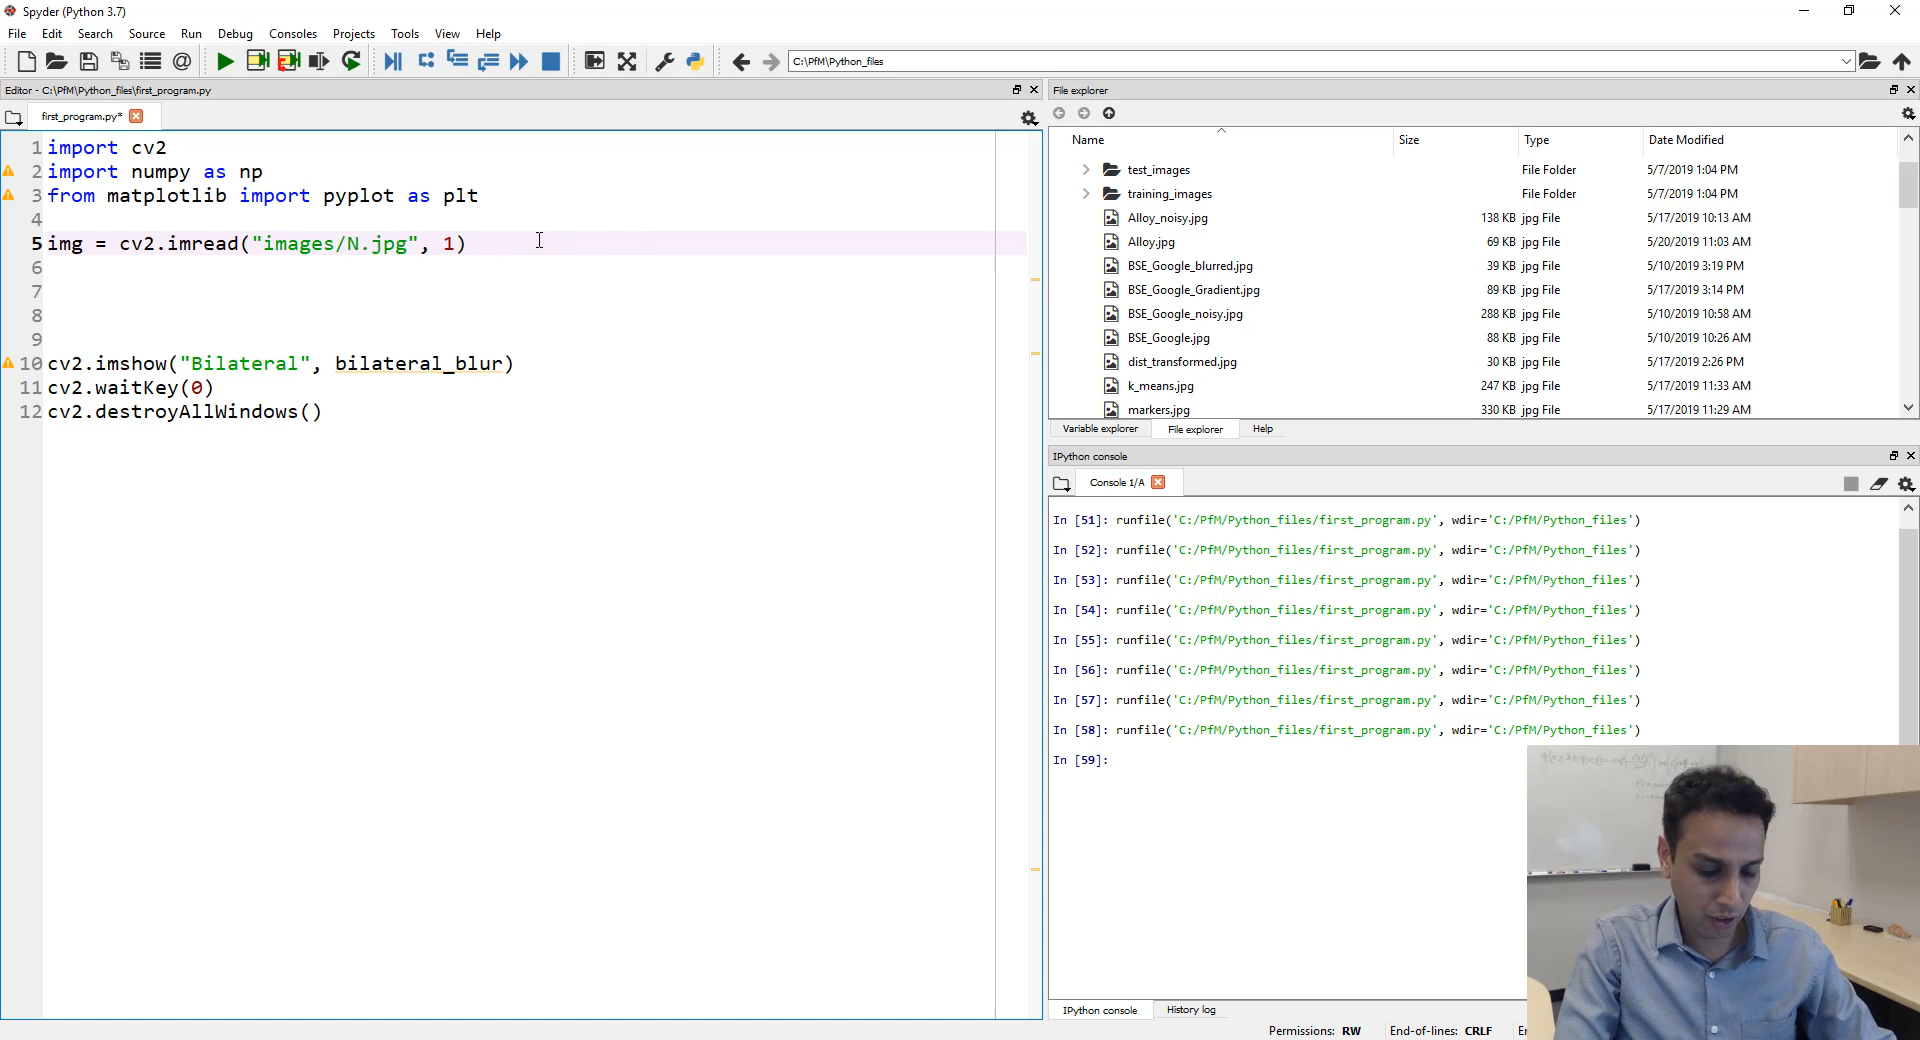 Spyder (Python 3.7)
File Edit Search Source Run Debug Consoles Projects Tools View Help
C:\PfM\Python_files
Editor - C:\PfM\Python_files\first_program.py
first_program.py*
1 import cv2
2 import numpy as np
3 from matplotlib import pyplot as plt
4
5 img = cv2.imread("images/N.jpg", 1)
6
7
8
9
10 cv2.imshow("Bilateral", bilateral_blur)
11 cv2.waitKey(0)
12 cv2.destroyAllWindows()
File explorer
Name Size Type Date Modified
test_images File Folder 5/7/2019 1:04 PM
training_images File Folder 5/7/2019 1:04 PM
Alloy_noisy.jpg 138 KB jpg File 5/17/2019 10:13 AM
Alloy.jpg 69 KB jpg File 5/20/2019 11:03 AM
BSE_Google_blurred.jpg 39 KB jpg File 5/10/2019 3:19 PM
BSE_Google_Gradient.jpg 89 KB jpg File 5/17/2019 3:14 PM
BSE_Google_noisy.jpg 288 KB jpg File 5/10/2019 10:58 AM
BSE_Google.jpg 88 KB jpg File 5/10/2019 10:26 AM
dist_transformed.jpg 30 KB jpg File 5/17/2019 2:26 PM
k_means.jpg 247 KB jpg File 5/17/2019 11:33 AM
markers.jpg 330 KB jpg File 5/17/2019 11:29 AM
Variable explorer File explorer Help
IPython console
Console 1/A
In [51]: runfile('C:/PfM/Python_files/first_program.py', wdir='C:/PfM/Python_files')
In [52]: runfile('C:/PfM/Python_files/first_program.py', wdir='C:/PfM/Python_files')
In [53]: runfile('C:/PfM/Python_files/first_program.py', wdir='C:/PfM/Python_files')
In [54]: runfile('C:/PfM/Python_files/first_program.py', wdir='C:/PfM/Python_files')
In [55]: runfile('C:/PfM/Python_files/first_program.py', wdir='C:/PfM/Python_files')
In [56]: runfile('C:/PfM/Python_files/first_program.py', wdir='C:/PfM/Python_files')
In [57]: runfile('C:/PfM/Python_files/first_program.py', wdir='C:/PfM/Python_files')
In [58]: runfile('C:/PfM/Python_files/first_program.py', wdir='C:/PfM/Python_files')
In [59]:
IPython console History log
Permissions: RW End-of-lines: CRLF